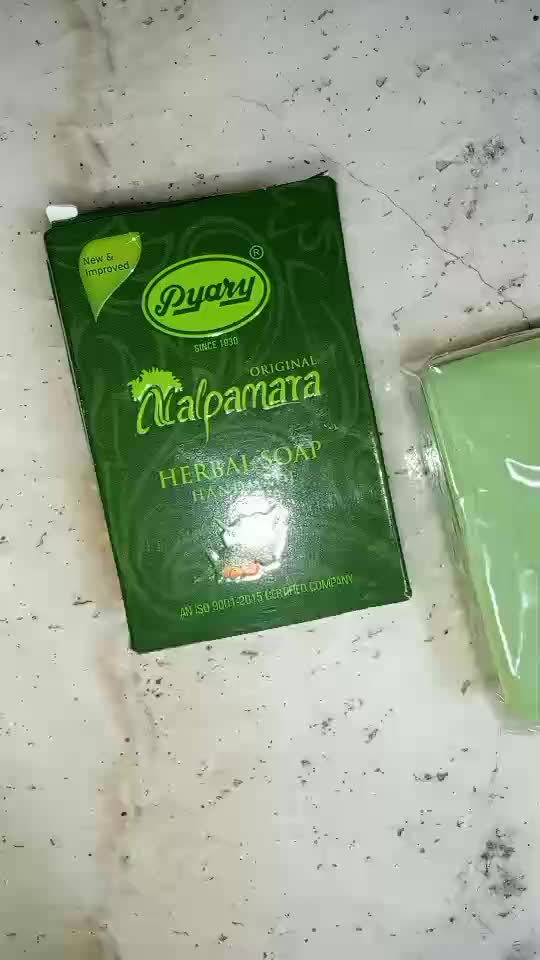 New &
Improved
Pyary ®
SINCE 1930
ORIGINAL
Nalpamara
HERBAL SOAP
AN ISO 9001-2015 CERTIFIED COMPANY